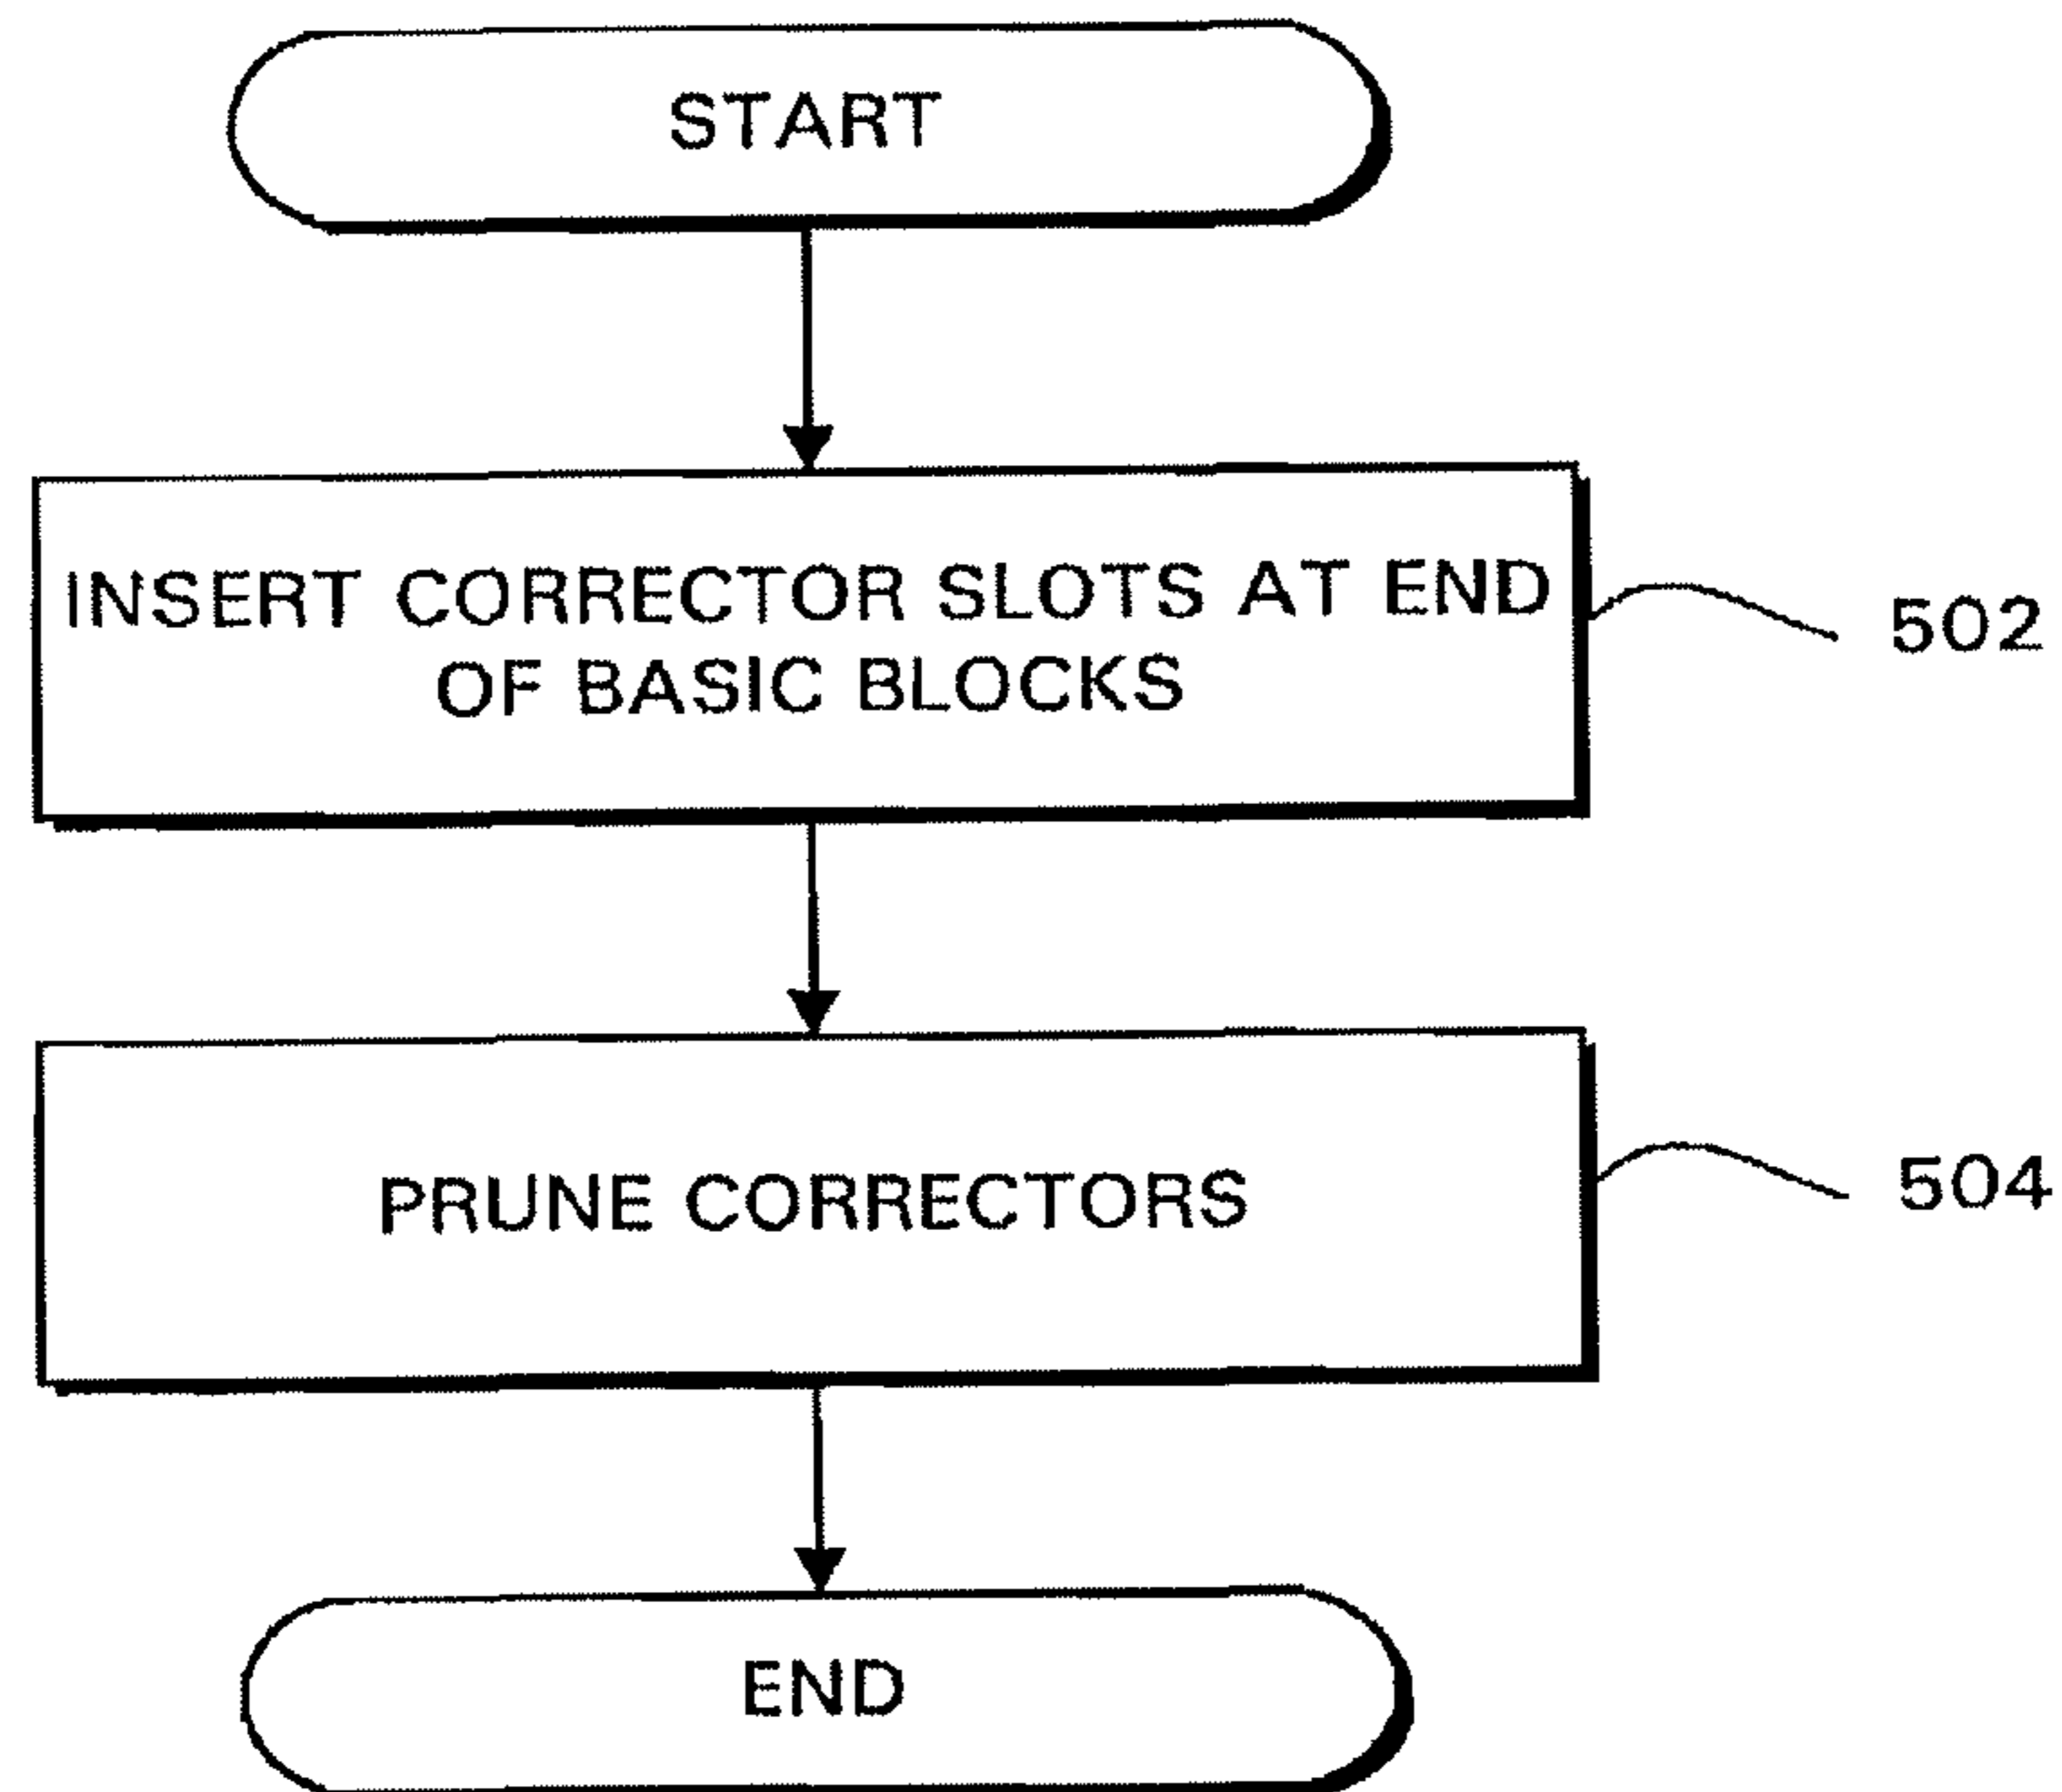 START
INSERT CORRECTOR SLOTS AT END
OF BASIC BLOCKS
502
PRUNE CORRECTORS
504
END